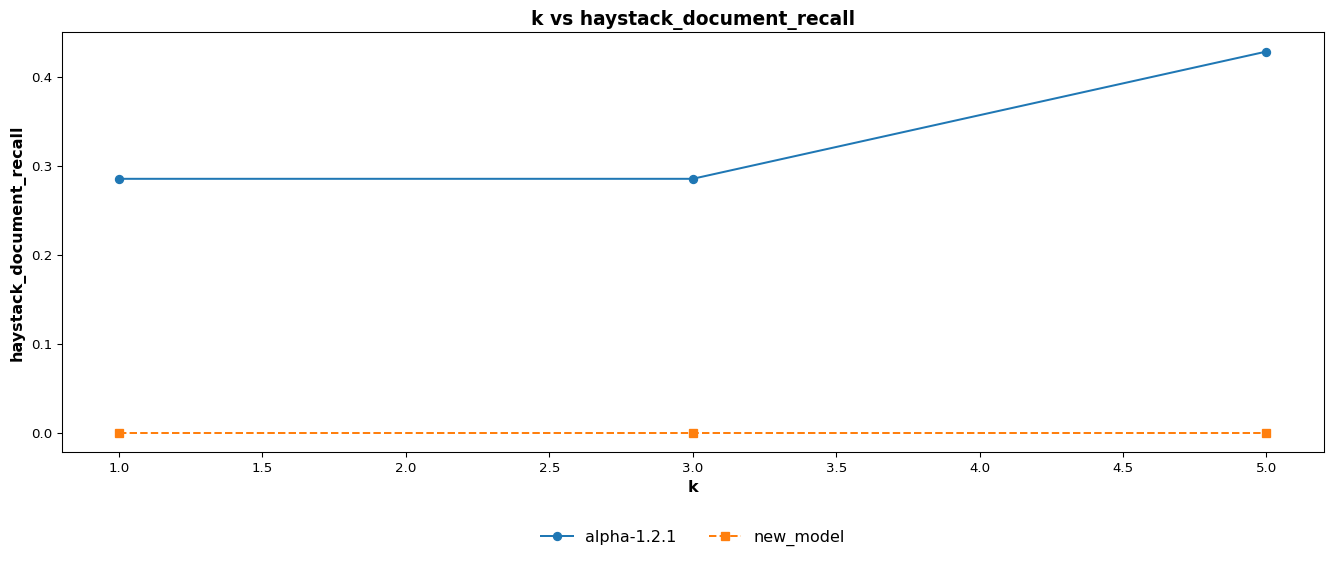 k vs haystack_document_recall
haystack_document_recall
0.4
0.3
0.2
0.1
0.0
1.0 1.5 2.0 2.5 3.0 3.5 4.0 4.5 5.0
k
alpha-1.2.1 new_model